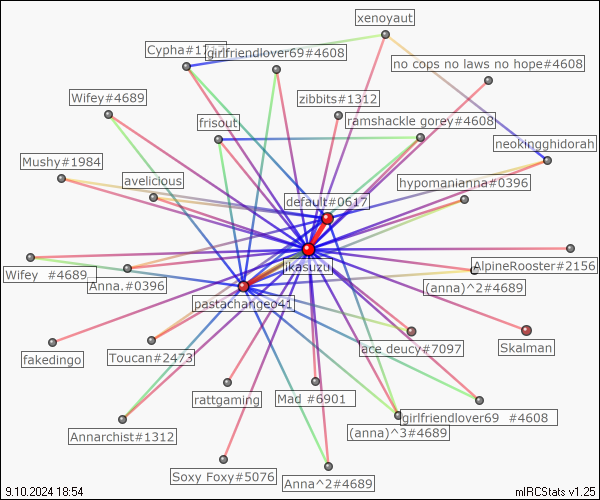 xenoyaut
Cypha#1
girlfriendlover69#4608
no cops no laws no hope#4608
Wifey#4689
zibbits#1312
frisout
ramshackle gorey#4608
neokingghidorah
Mushy#1984
avelicious
hypomanianna#0396
default#0617
ikasuzu
Wifey #4689
Anna.#0396
AlpineRooster#2156
(anna)^2#4689
pastachangeo41
fakedingo
Toucan#2473
ace deucy#7097
Skalman
rattgaming
Mad #6901
girlfriendlover69 #4608
Annarchist#1312
(anna)^3#4689
Soxy Foxy#5076
Anna^2#4689
9.10.2024 18:54
mIRCStats v1.25